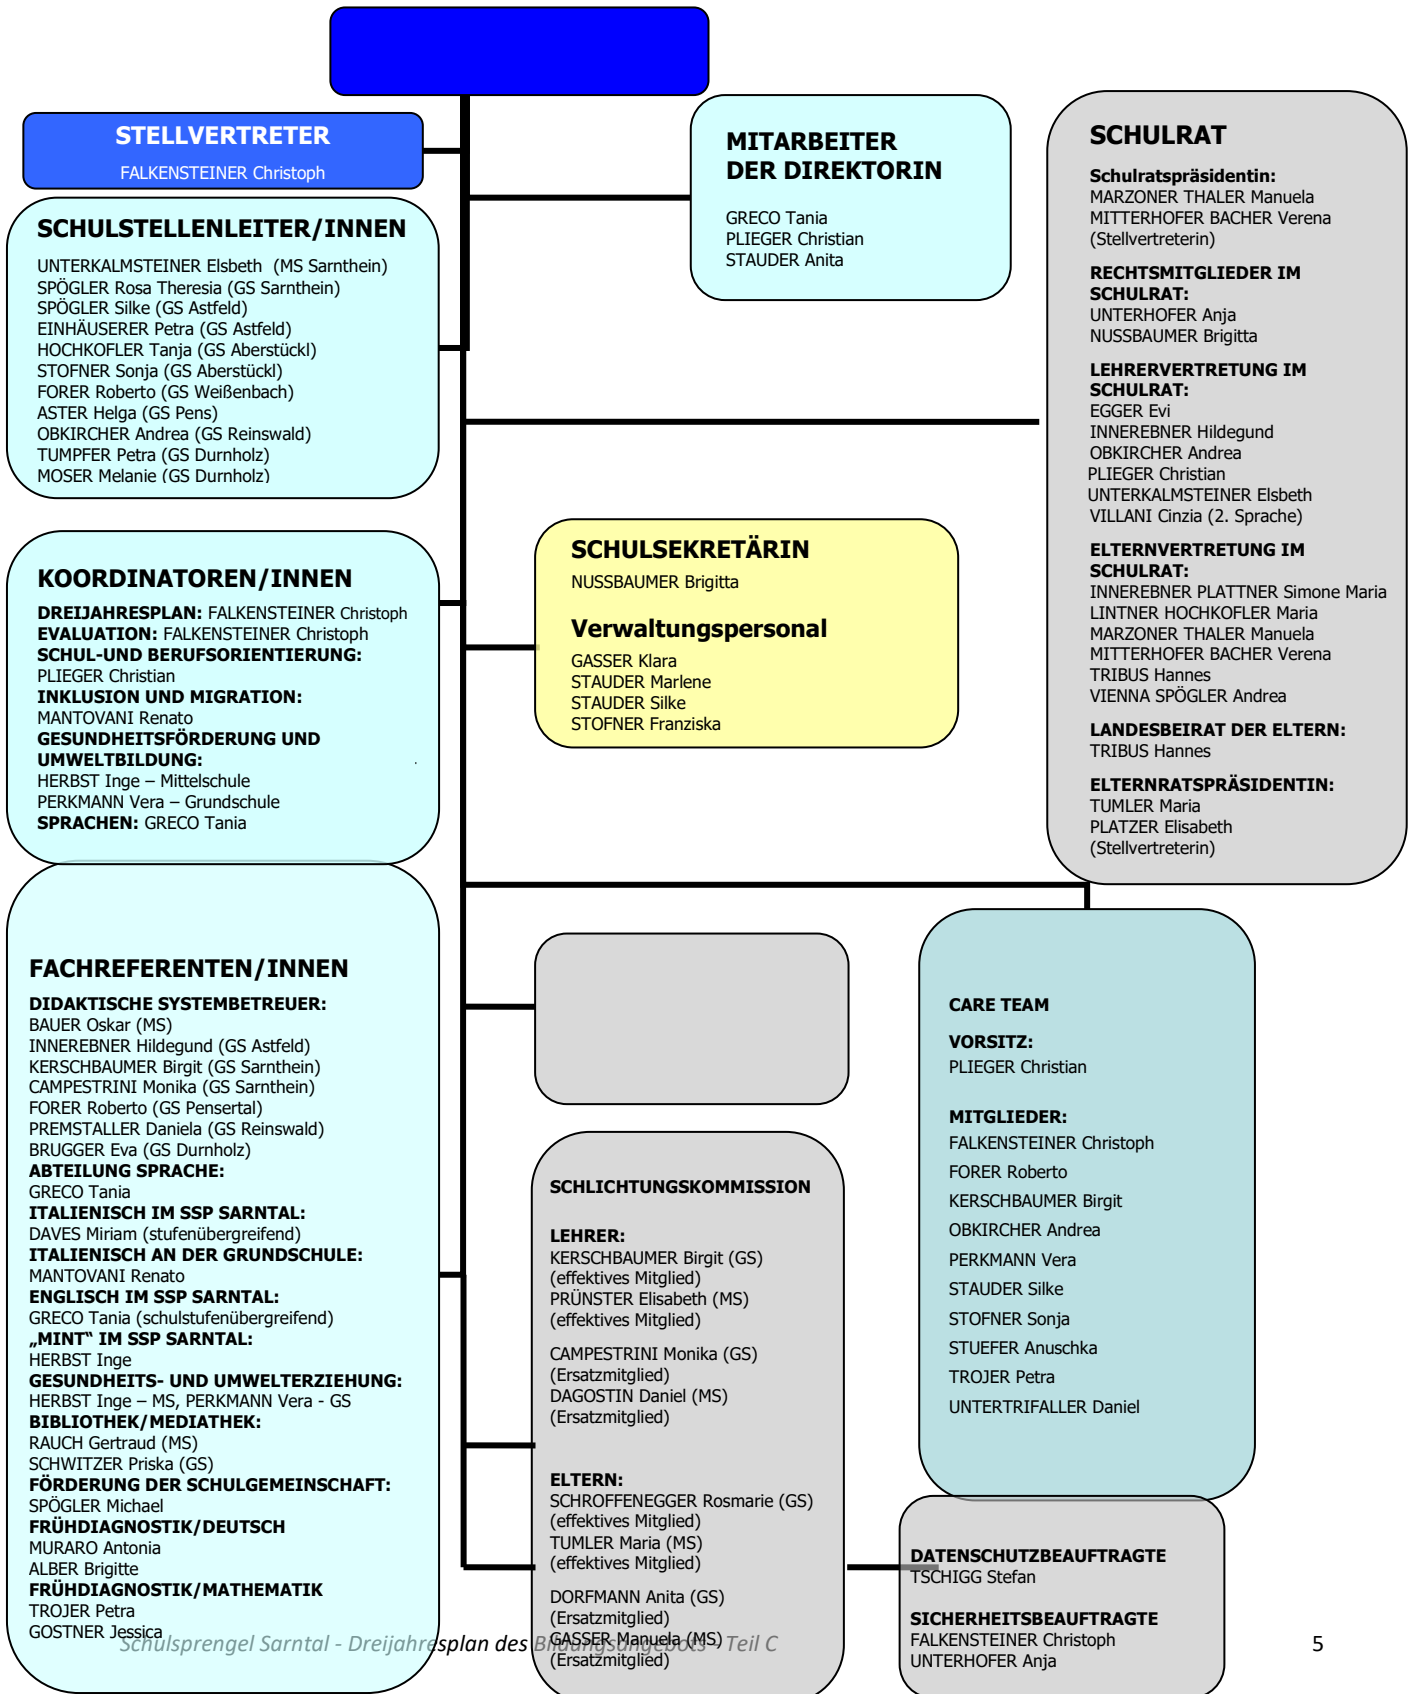 STELLVERTRETER
FALKENSTEINER Christoph
SCHULSTELLENLEITER/INNEN
UNTERKALMSTEINER Elsbeth  (MS Sarnthein)
SPÖGLER Rosa Theresia (GS Sarnthein)
SPÖGLER Silke (GS Astfeld)
EINHÄUSERER Petra (GS Astfeld)
HOCHKOFLER Tanja (GS Aberstückl)
STOFNER Sonja (GS Aberstückl)
FORER Roberto (GS Weißenbach)
ASTER Helga (GS Pens)
OBKIRCHER Andrea (GS Reinswald)
TUMPFER Petra (GS Durnholz)
MOSER Melanie (GS Durnholz)
MITARBEITER
DER DIREKTORIN
GRECO Tania
PLIEGER Christian
STAUDER Anita
SCHULRAT
Schulratspräsidentin:
MARZONER THALER Manuela
MITTERHOFER BACHER Verena
(Stellvertreterin)
RECHTSMITGLIEDER IM
SCHULRAT:
UNTERHOFER Anja
NUSSBAUMER Brigitta
LEHRERVERTRETUNG IM
SCHULRAT:
EGGER Evi
INNEREBNER Hildegund
OBKIRCHER Andrea
PLIEGER Christian
UNTERKALMSTEINER Elsbeth
VILLANI Cinzia (2. Sprache)
ELTERNVERTRETUNG IM
SCHULRAT:
INNEREBNER PLATTNER Simone Maria
LINTNER HOCHKOFLER Maria
MARZONER THALER Manuela
MITTERHOFER BACHER Verena
TRIBUS Hannes
VIENNA SPÖGLER Andrea
LANDESBEIRAT DER ELTERN:
TRIBUS Hannes
ELTERNRATSPRÄSIDENTIN:
TUMLER Maria
PLATZER Elisabeth
(Stellvertreterin)
KOORDINATOREN/INNEN
DREIJAHRESPLAN: FALKENSTEINER Christoph
EVALUATION: FALKENSTEINER Christoph
SCHUL-UND BERUFSORIENTIERUNG:
PLIEGER Christian
INKLUSION UND MIGRATION:
MANTOVANI Renato
GESUNDHEITSFÖRDERUNG UND
UMWELTBILDUNG:
HERBST Inge – Mittelschule
PERKMANN Vera – Grundschule
SPRACHEN: GRECO Tania
SCHULSEKRETÄRIN
NUSSBAUMER Brigitta
Verwaltungspersonal
GASSER Klara
STAUDER Marlene
STAUDER Silke
STOFNER Franziska
FACHREFERENTEN/INNEN
DIDAKTISCHE SYSTEMBETREUER:
BAUER Oskar (MS)
INNEREBNER Hildegund (GS Astfeld)
KERSCHBAUMER Birgit (GS Sarnthein)
CAMPESTRINI Monika (GS Sarnthein)
FORER Roberto (GS Pensertal)
PREMSTALLER Daniela (GS Reinswald)
BRUGGER Eva (GS Durnholz)
ABTEILUNG SPRACHE:
GRECO Tania
ITALIENISCH IM SSP SARNTAL:
DAVES Miriam (stufenübergreifend)
ITALIENISCH AN DER GRUNDSCHULE:
MANTOVANI Renato
ENGLISCH IM SSP SARNTAL:
GRECO Tania (schulstufenübergreifend)
„MINT“ IM SSP SARNTAL:
HERBST Inge
GESUNDHEITS- UND UMWELTERZIEHUNG:
HERBST Inge – MS, PERKMANN Vera - GS
BIBLIOTHEK/MEDIATHEK:
RAUCH Gertraud (MS)
SCHWITZER Priska (GS)
FÖRDERUNG DER SCHULGEMEINSCHAFT:
SPÖGLER Michael
FRÜHDIAGNOSTIK/DEUTSCH
MURARO Antonia
ALBER Brigitte
FRÜHDIAGNOSTIK/MATHEMATIK
TROJER Petra
GOSTNER Jessica
SCHLICHTUNGSKOMMISSION
LEHRER:
KERSCHBAUMER Birgit (GS)
(effektives Mitglied)
PRÜNSTER Elisabeth (MS)
(effektives Mitglied)
CAMPESTRINI Monika (GS)
(Ersatzmitglied)
DAGOSTIN Daniel (MS)
(Ersatzmitglied)
ELTERN:
SCHROFFENEGGER Rosmarie (GS)
(effektives Mitglied)
TUMLER Maria (MS)
(effektives Mitglied)
DORFMANN Anita (GS)
(Ersatzmitglied)
GASSER Manuela (MS)
(Ersatzmitglied)
CARE TEAM
VORSITZ:
PLIEGER Christian
MITGLIEDER:
FALKENSTEINER Christoph
FORER Roberto
KERSCHBAUMER Birgit
OBKIRCHER Andrea
PERKMANN Vera
STAUDER Silke
STOFNER Sonja
STUEFER Anuschka
TROJER Petra
UNTERTRIFALLER Daniel
DATENSCHUTZBEAUFTRAGTE
TSCHIGG Stefan
SICHERHEITSBEAUFTRAGTE
FALKENSTEINER Christoph
UNTERHOFER Anja
Schulsprengel Sarntal - Dreijahresplan des Bildungsangebots - Teil C
5